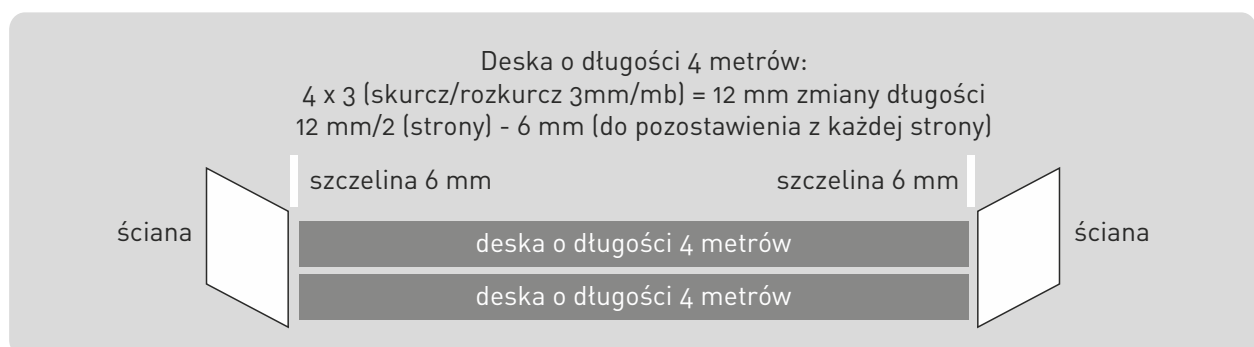 Deska o długości 4 metrów:
4 x 3 (skurcz/rozkurcz 3mm/mb) = 12 mm zmiany długości
12 mm/2 (strony) - 6 mm (do pozostawienia z każdej strony)
szczelina 6 mm
szczelina 6 mm
ściana
deska o długości 4 metrów
ściana
deska o długości 4 metrów